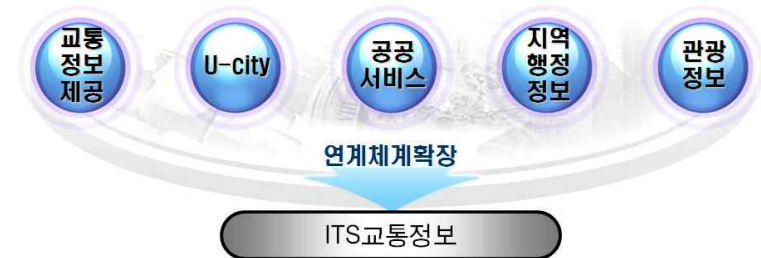 교통
정보
제공
U-city
공공
서비스
지역
행정
정보
관광
정보
연계체계확장
ITS교통정보